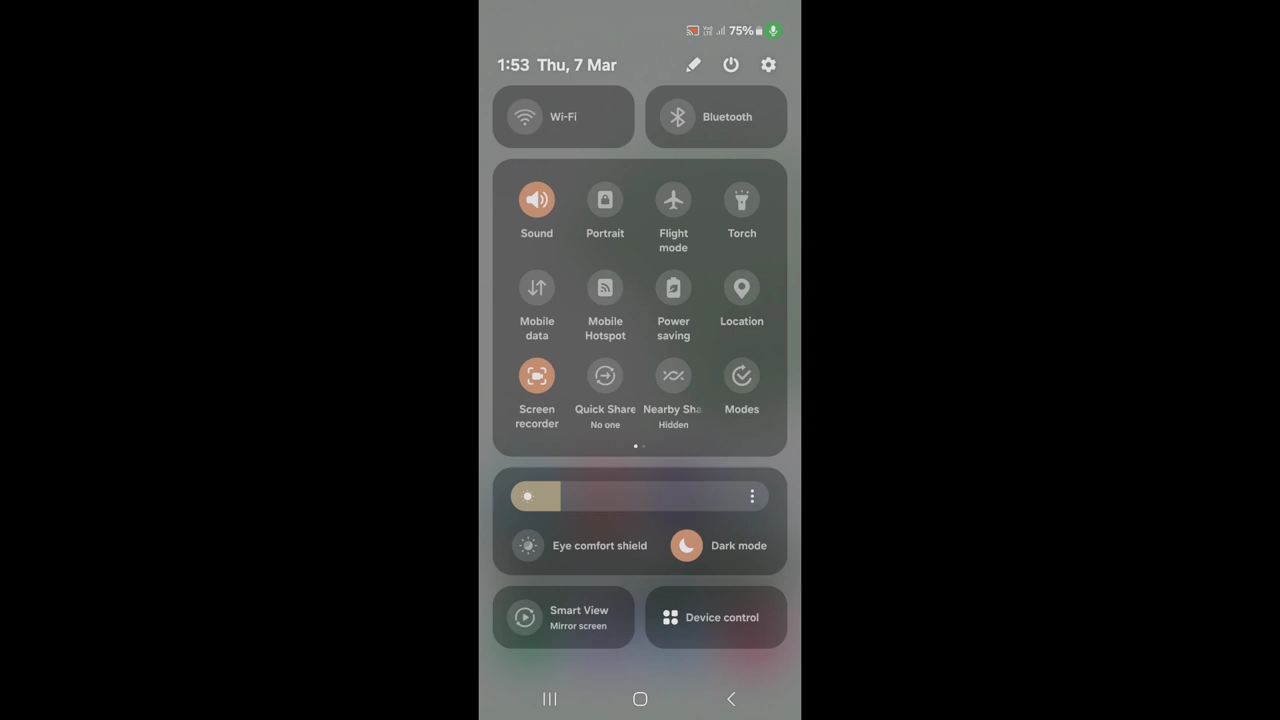 Vo))
LTE
75%
1:53 Thu, 7 Mar
Wi-Fi
Bluetooth
Sound
Portrait
Flight
mode
Torch
Mobile
data
Mobile
Hotspot
Power
saving
Location
Screen
recorder
Quick Share
No one
Nearby Sha
Hidden
Modes
Eye comfort shield
Dark mode
Smart View
Mirror screen
Device control